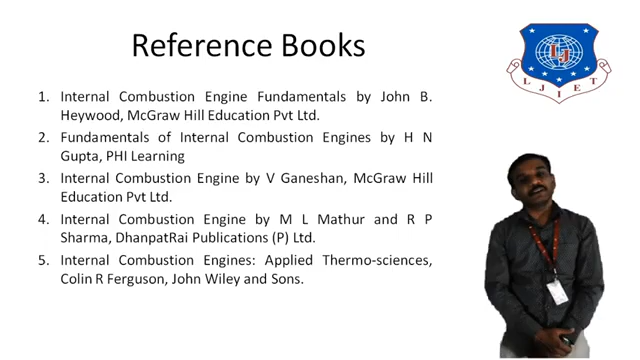 Reference Books
1. Internal Combustion Engine Fundamentals by John B.
Heywood, McGraw Hill Education Pvt Ltd.
2. Fundamentals of Internal Combustion Engines by H N
Gupta, PHI Learning
3. Internal Combustion Engine by V Ganeshan, McGraw Hill
Education Pvt Ltd.
4. Internal Combustion Engine by M L Mathur and R P
Sharma, DhanpatRai Publications (P) Ltd.
5. Internal Combustion Engines: Applied Thermo-sciences,
Colin R Ferguson, John Wiley and Sons.
LJ
LJIET